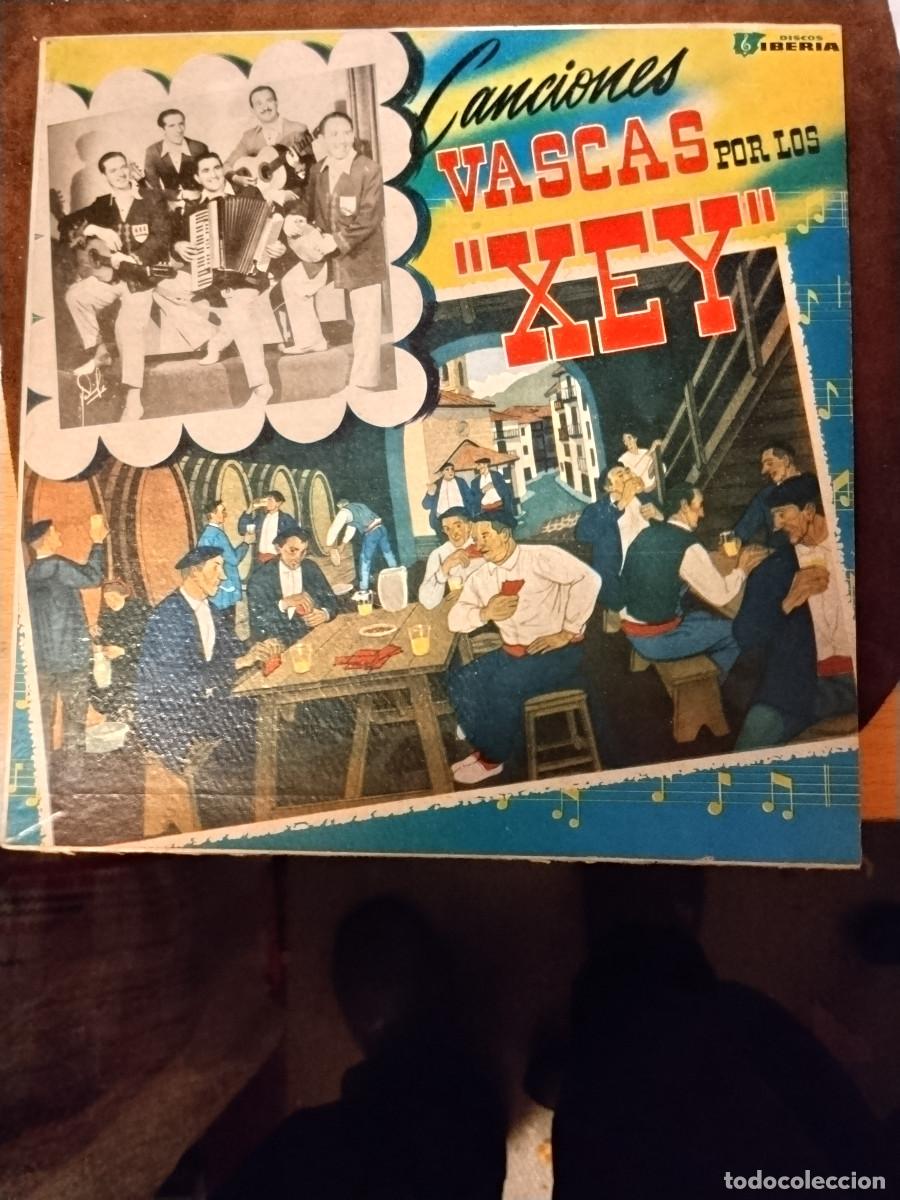 DISCOS
IBERIA
Canciones
VASCAS POR LOS
"XEY"
todocoleccion